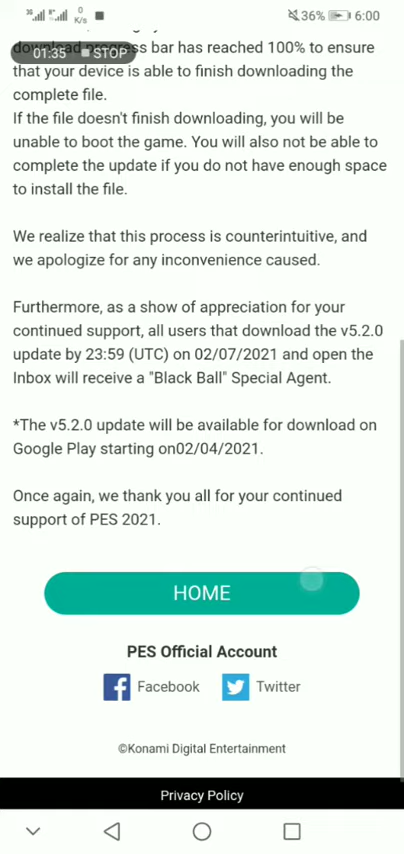 0
K/s
36%
6:00
01:35 STOP
download progress bar has reached 100% to ensure
that your device is able to finish downloading the
complete file.
If the file doesn't finish downloading, you will be
unable to boot the game. You will also not be able to
complete the update if you do not have enough space
to install the file.
We realize that this process is counterintuitive, and
we apologize for any inconvenience caused.
Furthermore, as a show of appreciation for your
continued support, all users that download the v5.2.0
update by 23:59 (UTC) on 02/07/2021 and open the
Inbox will receive a "Black Ball" Special Agent.
*The v5.2.0 update will be available for download on
Google Play starting on02/04/2021.
Once again, we thank you all for your continued
support of PES 2021.
HOME
PES Official Account
Facebook Twitter
©Konami Digital Entertainment
Privacy Policy